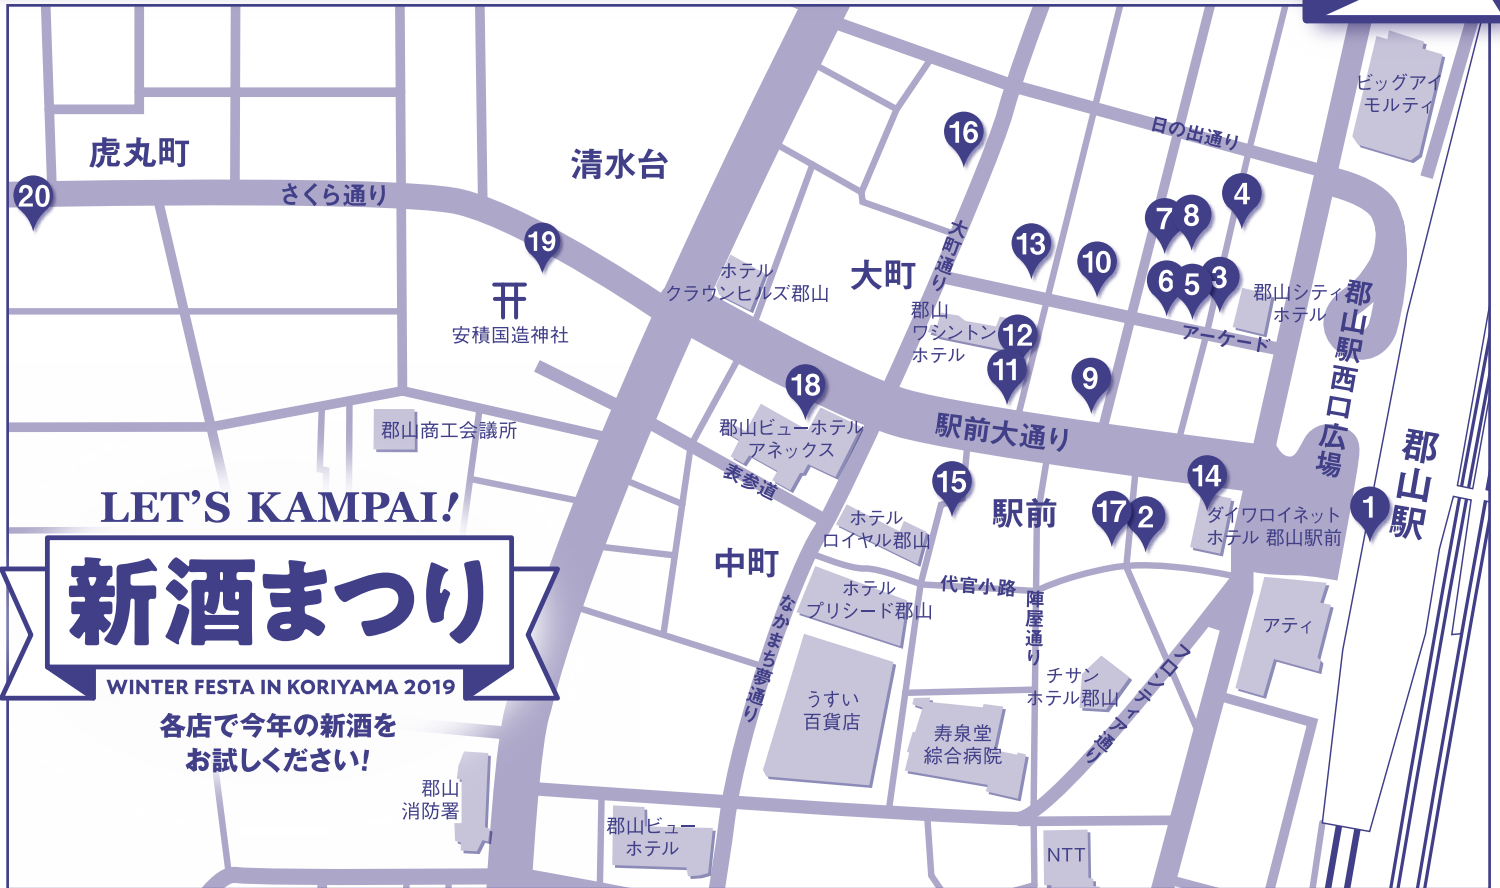 ビッグアイ
モルティ
16
日の出通り
虎丸町
清水台
20
さくら通り
4
7
8
19
大町通り
13
10
大町
6
5
3
ホテル
クラウンヒルズ郡山
郡山シティ
ホテル
郡山駅西口広場
安積国造神社
郡山
ワシントン
ホテル
12
アーケード
11
9
18
郡山ビューホテル
アネックス
駅前大通り
郡山商工会議所
表参道
郡山駅
15
14
1
LET'S KAMPAI!
新酒まつり
WINTER FESTA IN KORIYAMA 2019
各店で今年の新酒を
お試しください!
駅前
17
2
ダイワロイネット
ホテル 郡山駅前
ホテル
ロイヤル郡山
中町
ホテル
プリシード郡山
代官小路
陣屋通り
なかまち夢通り
アティ
フロンティア通り
チサン
ホテル郡山
うすい
百貨店
寿泉堂
綜合病院
郡山
消防署
郡山ビュー
ホテル
NTT